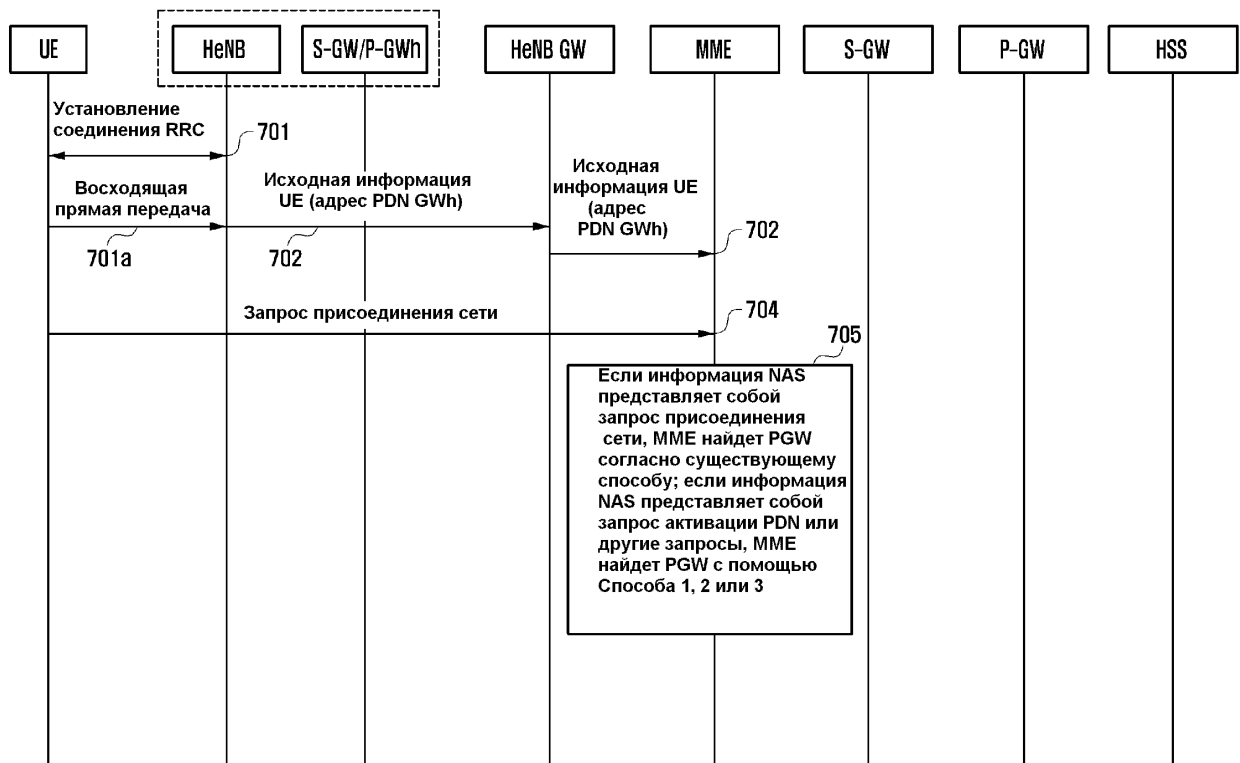 UE
HeNB
S-GW/P-GWh
HeNB GW
MME
S-GW
P-GW
HSS
Установление
соединения RRC
701
Восходящая
прямая передача
701a
Исходная информация
UE (адрес PDN GWh)
702
Исходная
информация UE
(адрес
PDN GWh)
702
Запрос присоединения сети
704
705
Если информация NAS
представляет собой
запрос присоединения
сети, MME найдет PGW
согласно существующему
способу; если информация
NAS представляет собой
запрос активации PDN или
другие запросы, MME
найдет PGW с помощью
Способа 1, 2 или 3